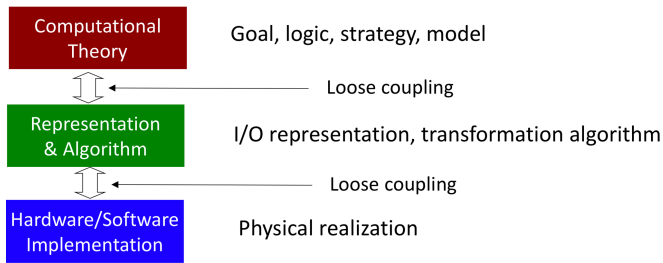 Computational
Theory
Goal, logic, strategy, model
Loose coupling
Representation
& Algorithm
I/O representation, transformation algorithm
Loose coupling
Hardware/Software
Implementation
Physical realization